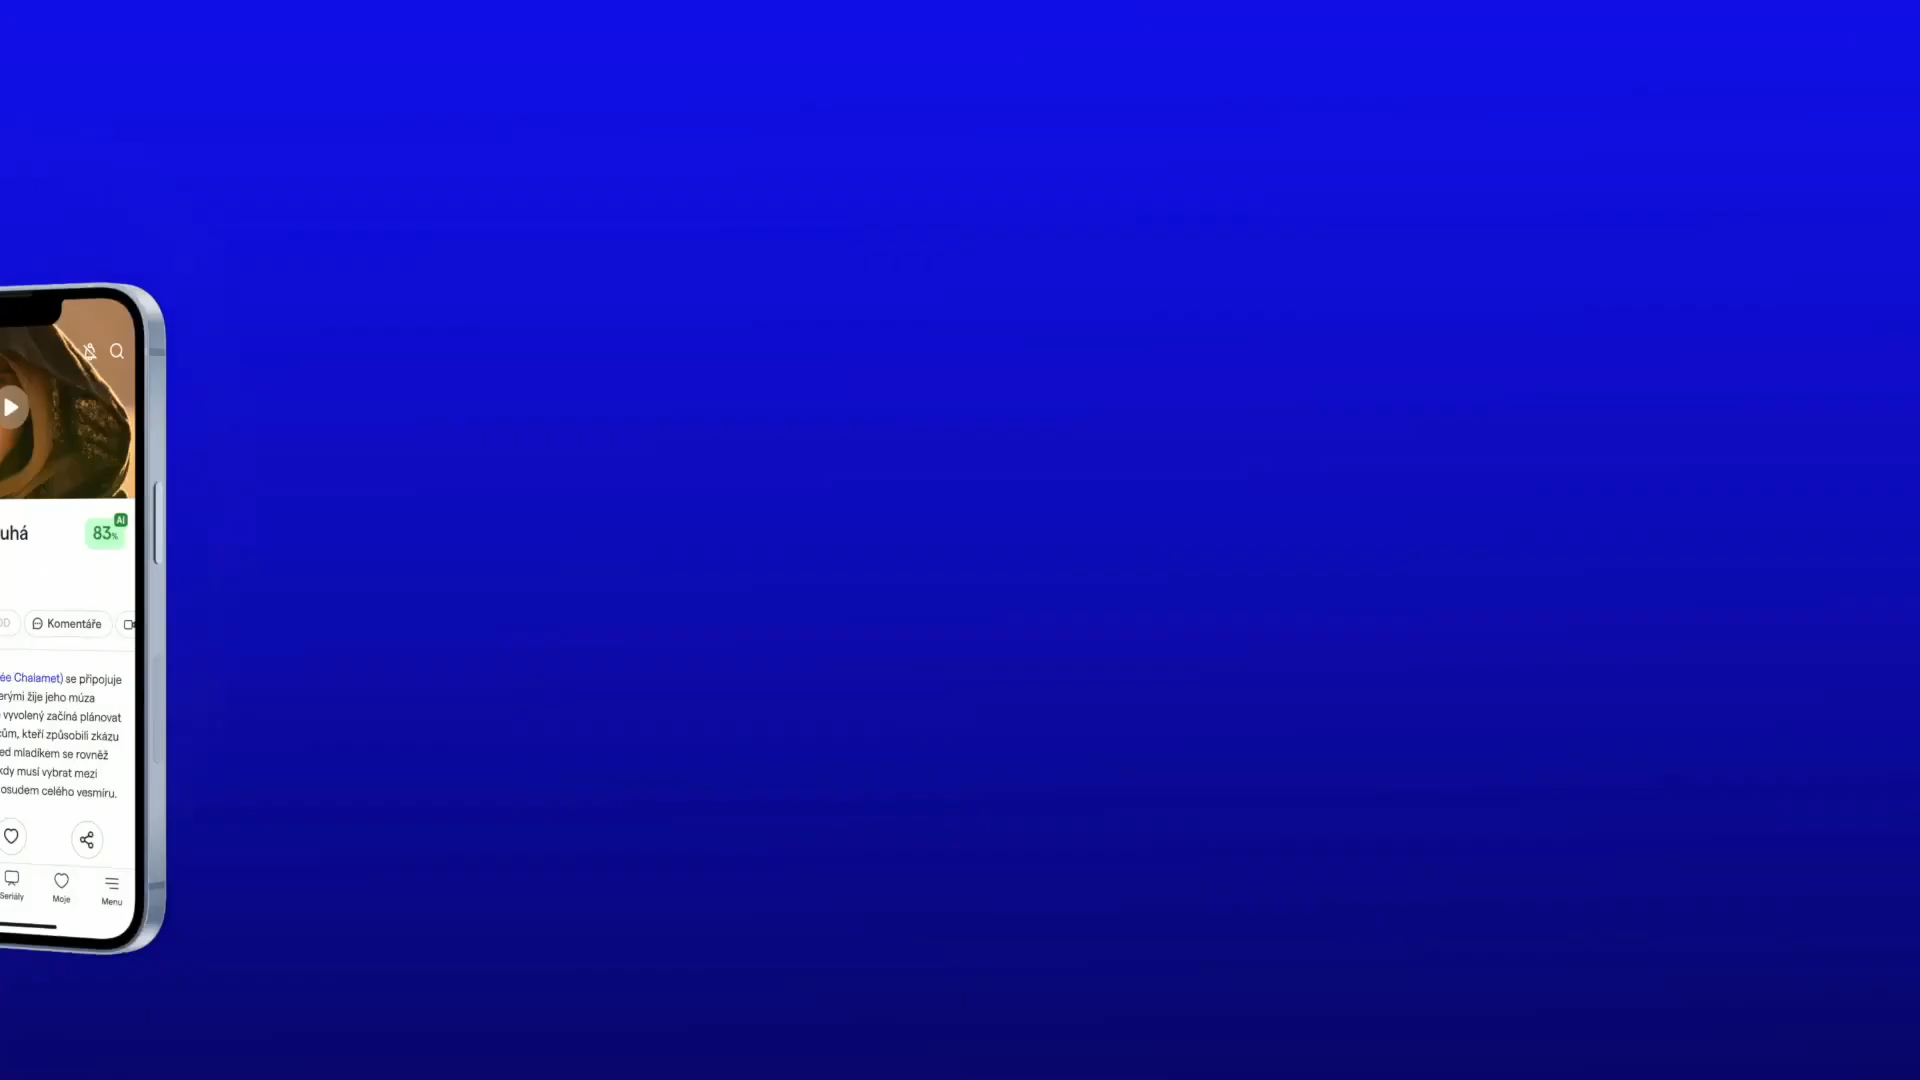 uhá
83%
AI
Komentáře
ée Chalamet) se připojuje
erými žije jeho múza
vyvolený začíná plánovat
cům, kteří způsobili zkázu
ed mladíkem se rovněž
kdy musí vybrat mezi
osudem celého vesmíru.
Seriály
Moje
Menu